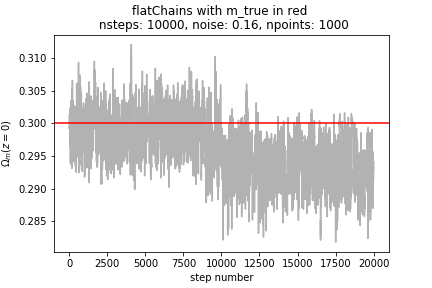 flatChains with m_true in red
nsteps: 10000, noise: 0.16, npoints: 1000
0.310
0.305
0.300
0.295
0.290
0.285
Ωm(z = 0)
0 2500 5000 7500 10000 12500 15000 17500 20000
step number